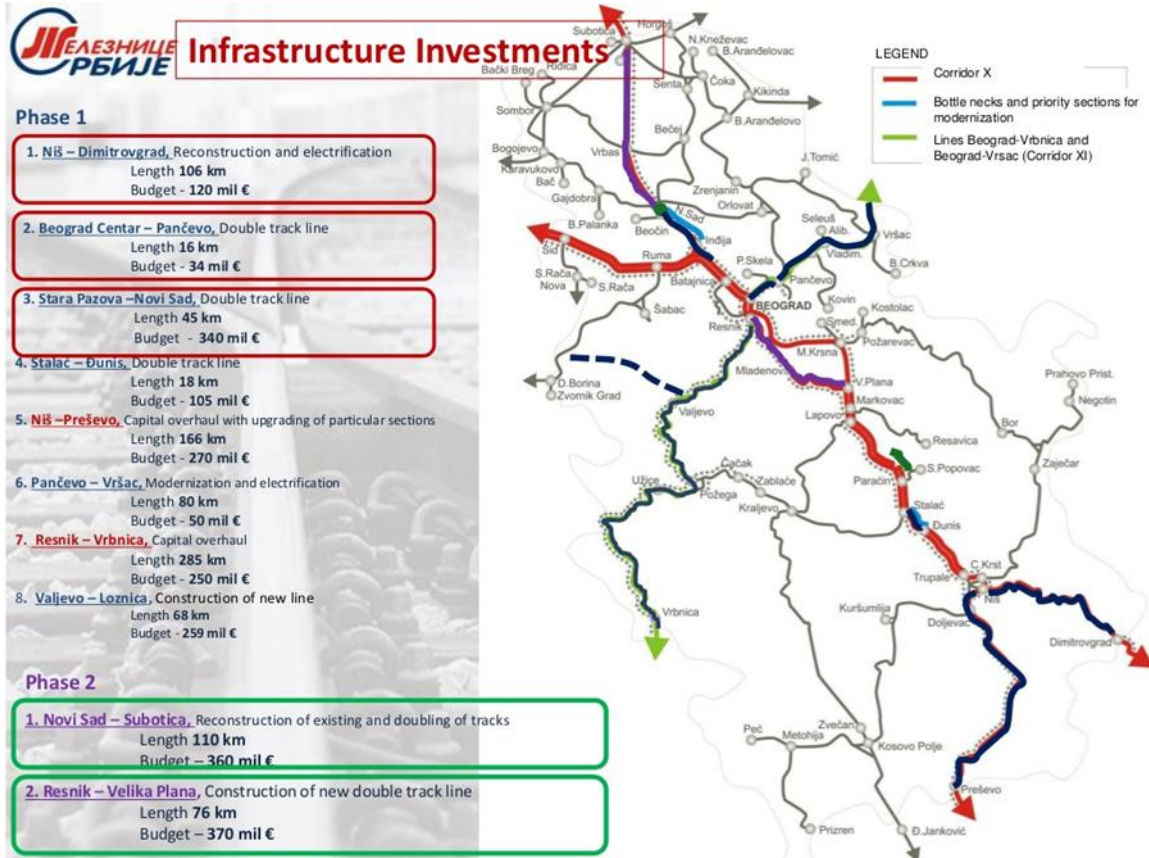 ЖЕЛЕЗНИЦЕ
СРБИЈЕ
Infrastructure Investments
Phase 1
1. Niš – Dimitrovgrad, Reconstruction and electrification
Length 106 km
Budget - 120 mil €
2. Beograd Centar – Pančevo, Double track line
Length 16 km
Budget - 34 mil €
3. Stara Pazova –Novi Sad, Double track line
Length 45 km
Budget - 340 mil €
4. Stalać – Đunis, Double track line
Length 18 km
Budget - 105 mil €
5. Niš –Preševo, Capital overhaul with upgrading of particular sections
Length 166 km
Budget - 270 mil €
6. Pančevo – Vršac, Modernization and electrification
Length 80 km
Budget - 50 mil €
7. Resnik – Vrbnica, Capital overhaul
Length 285 km
Budget - 250 mil €
8. Valjevo – Loznica, Construction of new line
Length 68 km
Budget - 259 mil €
Phase 2
1. Novi Sad – Subotica, Reconstruction of existing and doubling of tracks
Length 110 km
Budget – 360 mil €
2. Resnik – Velika Plana, Construction of new double track line
Length 76 km
Budget – 370 mil €
LEGEND
Corridor X
Bottle necks and priority sections for
modernization
Lines Beograd-Vrbnica and
Beograd-Vrsac (Corridor XI)
Subotica
Horgoš
N.Kneževac
B.Aranđelovac
Bački Breg
Riđica
Senta
Čoka
Kikinda
Sombor
B.Aranđelovo
Bečej
Vrbas
Bogojevo
Karavukovo
Bač
J.Tomić
Zrenjanin
Gajdobra
Orlovat
N.Sad
B.Palanka
Beočin
Seleuš
Alib.
Vršac
Inđija
Vladim.
Šid
Ruma
P.Skela
B.Crkva
S.Rača
Nova
S.Rača
Batajnica
Pančevo
BEOGRAD
Kovin
Kostolac
Šabac
Resnik
Smed.
Požarevac
M.Krsna
Mladenovac
D.Borina
Zvornik Grad
V.Plana
Prahovo Prist.
Valjevo
Markovac
Negotin
Lapovo
Bor
Resavica
Čačak
S.Popovac
Zaječar
Užice
Požega
Zablaće
Paraćin
Kraljevo
Stalać
Đunis
C.Krst
Trupale
Niš
Vrbnica
Kuršumlija
Doljevac
Dimitrovgrad
Zvečan
Peć
Metohija
Kosovo Polje
Preševo
Prizren
Đ.Janković